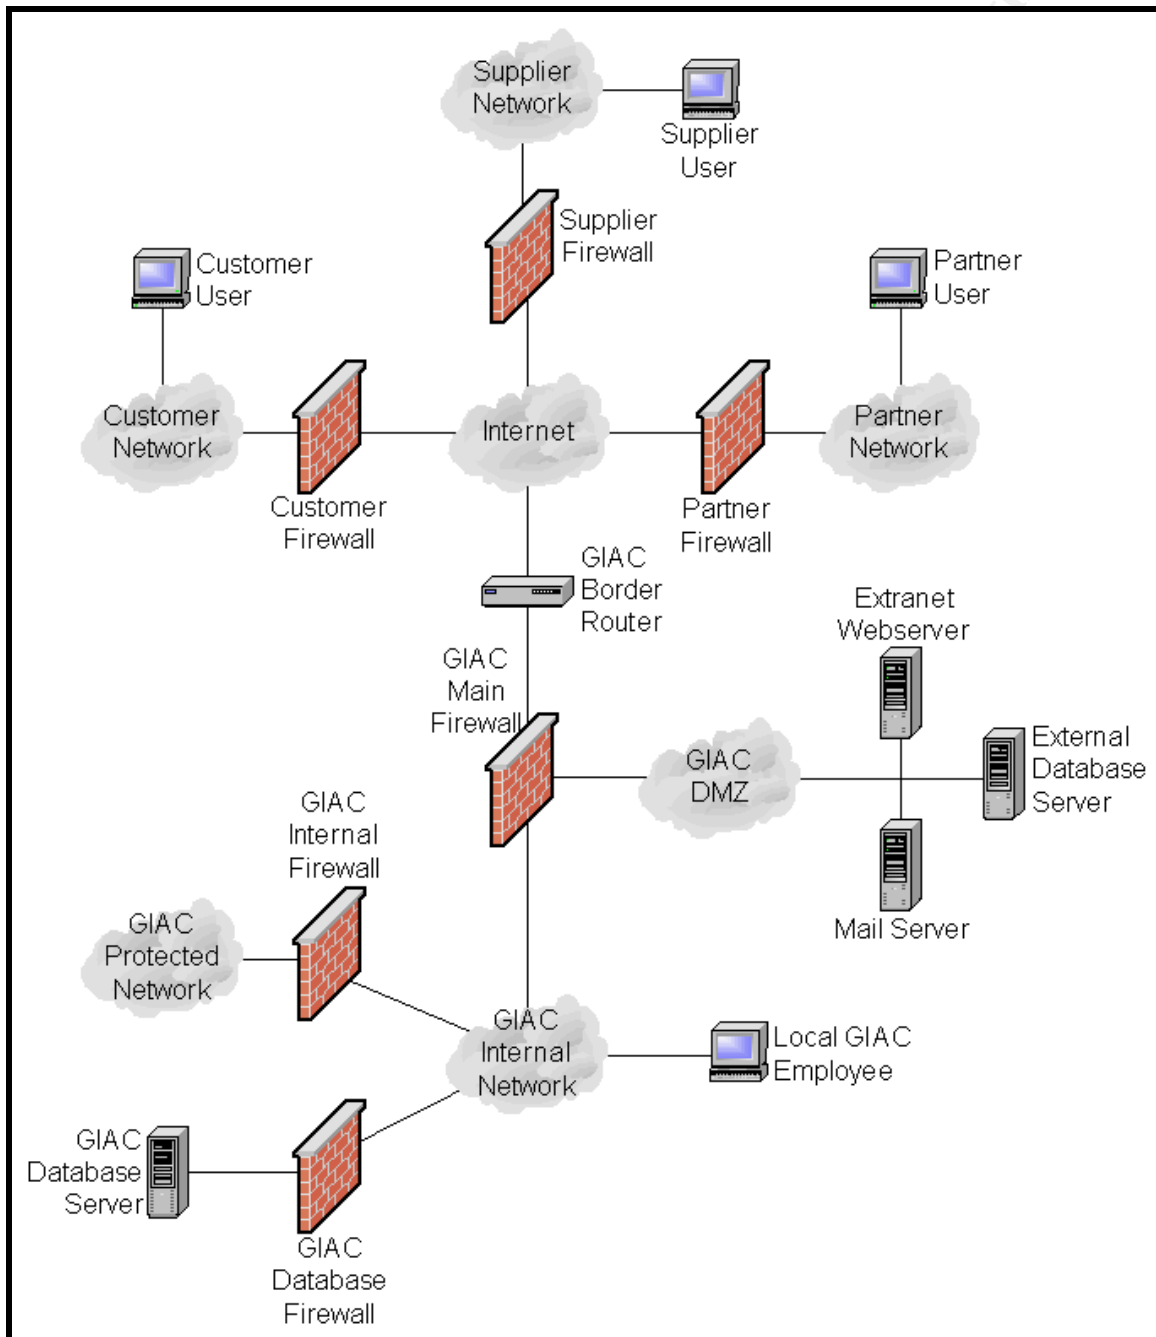 Supplier
Network
Supplier
User
Supplier
Firewall
Customer
User
Partner
User
Customer
Network
Internet
Partner
Network
Customer
Firewall
Partner
Firewall
GIAC
Border
Router
Extranet
Webserver
GIAC
Main
Firewall
GIAC
DMZ
External
Database
Server
GIAC
Internal
Firewall
Mail Server
GIAC
Protected
Network
GIAC
Internal
Network
Local GIAC
Employee
GIAC
Database
Server
GIAC
Database
Firewall